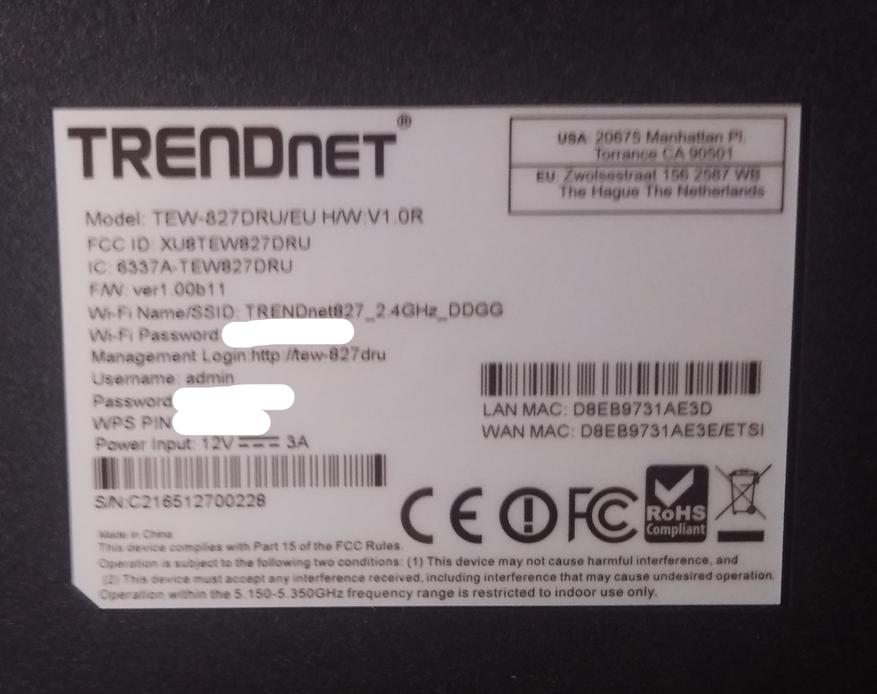 TRENDnet®
USA: 20675 Manhattan Pl.
Torrance CA 90501
EU: Zwolsestraat 156 2587 WB
The Hague The Netherlands
Model: TEW-827DRU/EU H/W:V1.0R
FCC ID: XU8TEW827DRU
IC: 6337A-TEW827DRU
F/W: ver1.00b11
Wi-Fi Name/SSID: TRENDnet827_2.4GHz_DDGG
Wi-Fi Password
Management Login:http://tew-827dru
Username: admin
Password
WPS PIN
Power Input: 12V 3A
LAN MAC: D8EB9731AE3D
WAN MAC: D8EB9731AE3E/ETSI
S/N:C216512700228
CE
FC
RoHS
Compliant
Made in China
This device complies with Part 15 of the FCC Rules.
Operation is subject to the following two conditions: (1) This device may not cause harmful interference, and
(2) This device must accept any interference received, including interference that may cause undesired operation.
Operation within the 5.150-5.350GHz frequency range is restricted to indoor use only.